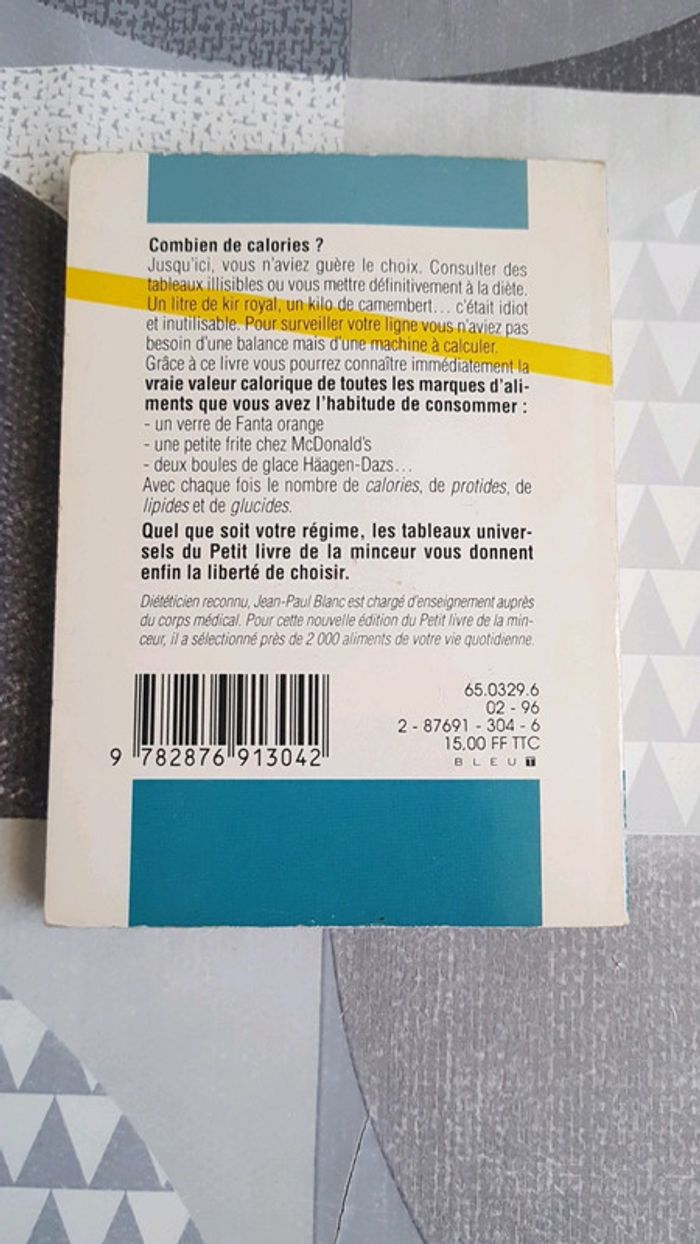 Combien de calories ?
Jusqu'ici, vous n'aviez guère le choix. Consulter des
tableaux illisibles ou vous mettre définitivement à la diète.
Un litre de kir royal, un kilo de camembert... c'était idiot
et inutilisable. Pour surveiller votre ligne vous n'aviez pas
besoin d'une balance mais d'une machine à calculer.
Grâce à ce livre vous pourrez connaître immédiatement la
vraie valeur calorique de toutes les marques d'ali-
ments que vous avez l'habitude de consommer :
- un verre de Fanta orange
- une petite frite chez McDonald's
- deux boules de glace Häagen-Dazs...
Avec chaque fois le nombre de calories, de protides, de
lipides et de glucides.
Quel que soit votre régime, les tableaux univer-
sels du Petit livre de la minceur vous donnent
enfin la liberté de choisir.
Diététicien reconnu, Jean-Paul Blanc est chargé d'enseignement auprès
du corps médical. Pour cette nouvelle édition du Petit livre de la min-
ceur, il a sélectionné près de 2 000 aliments de votre vie quotidienne.
65.0329.6
02 - 96
2 - 87691 - 304 - 6
15,00 FF TTC
BLEU T
9 782876 913042